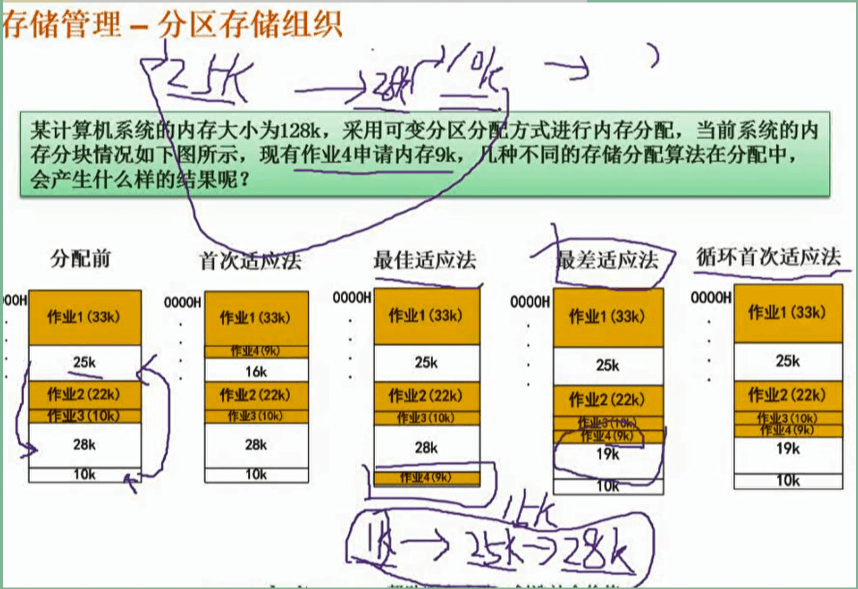 存储管理 – 分区存储组织
25k → 28k 10k →
某计算机系统的内存大小为128k，采用可变分区分配方式进行内存分配，当前系统的内
存分块情况如下图所示，现有作业4申请内存9k，几种不同的存储分配算法在分配中，
会产生什么样的结果呢？
分配前
000H
作业1(33k)
25k
作业2(22k)
作业3(10k)
28k
10k
首次适应法
0000H
作业1(33k)
作业4(9k)
16k
作业2(22k)
作业3(10k)
28k
10k
最佳适应法
0000H
作业1(33k)
25k
作业2(22k)
作业3(10k)
28k
作业4(9k)
最差适应法
0000H
作业1(33k)
25k
作业2(22k)
作业3(10k)
作业4(9k)
19k
10k
循环首次适应法
0000H
作业1(33k)
25k
作业2(22k)
作业3(10k)
作业4(9k)
19k
10k
1k → 25k → 28k